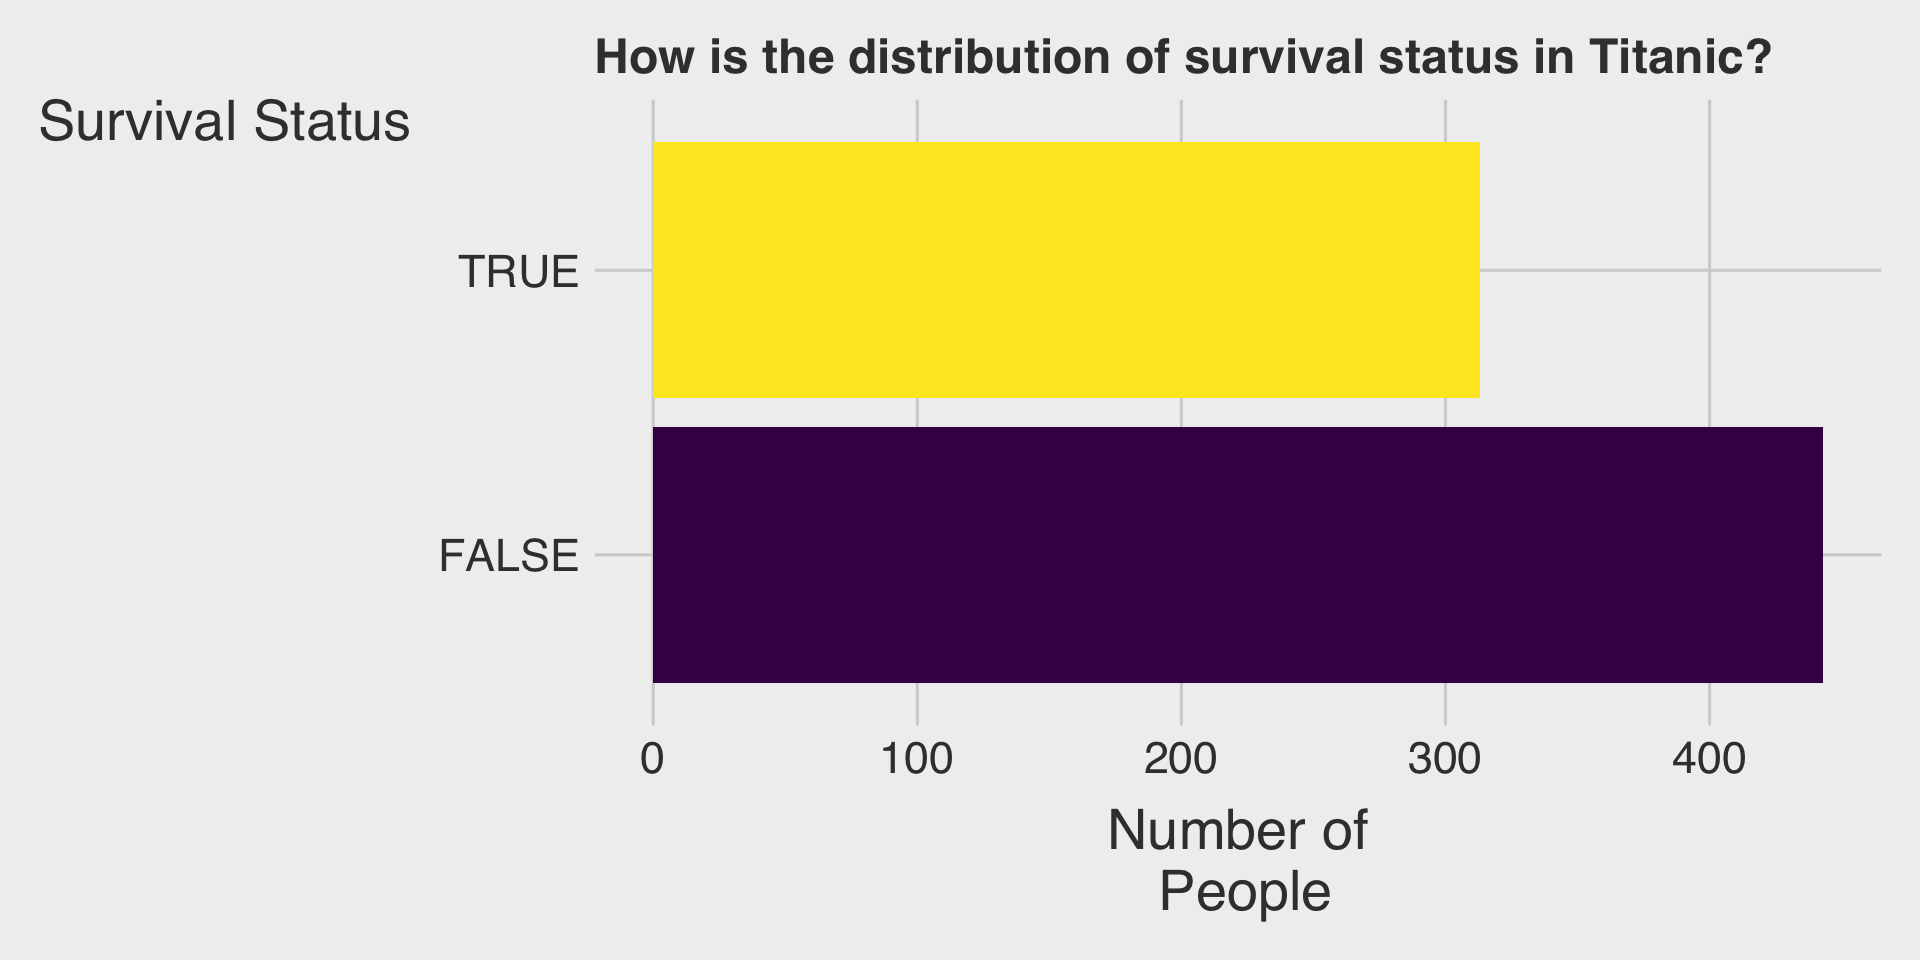 How is the distribution of survival status in Titanic?
Survival Status
TRUE
FALSE
0 100 200 300 400
Number of
People